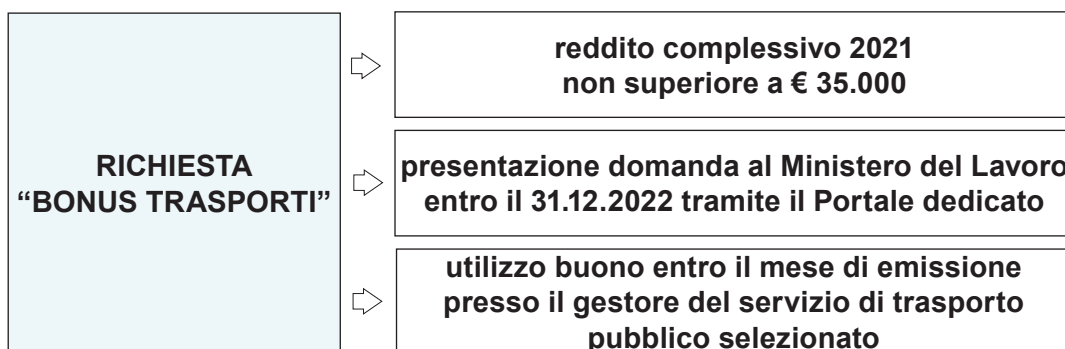 RICHIESTA
“BONUS TRASPORTI”
reddito complessivo 2021
non superiore a € 35.000
presentazione domanda al Ministero del Lavoro
entro il 31.12.2022 tramite il Portale dedicato
utilizzo buono entro il mese di emissione
presso il gestore del servizio di trasporto
pubblico selezionato